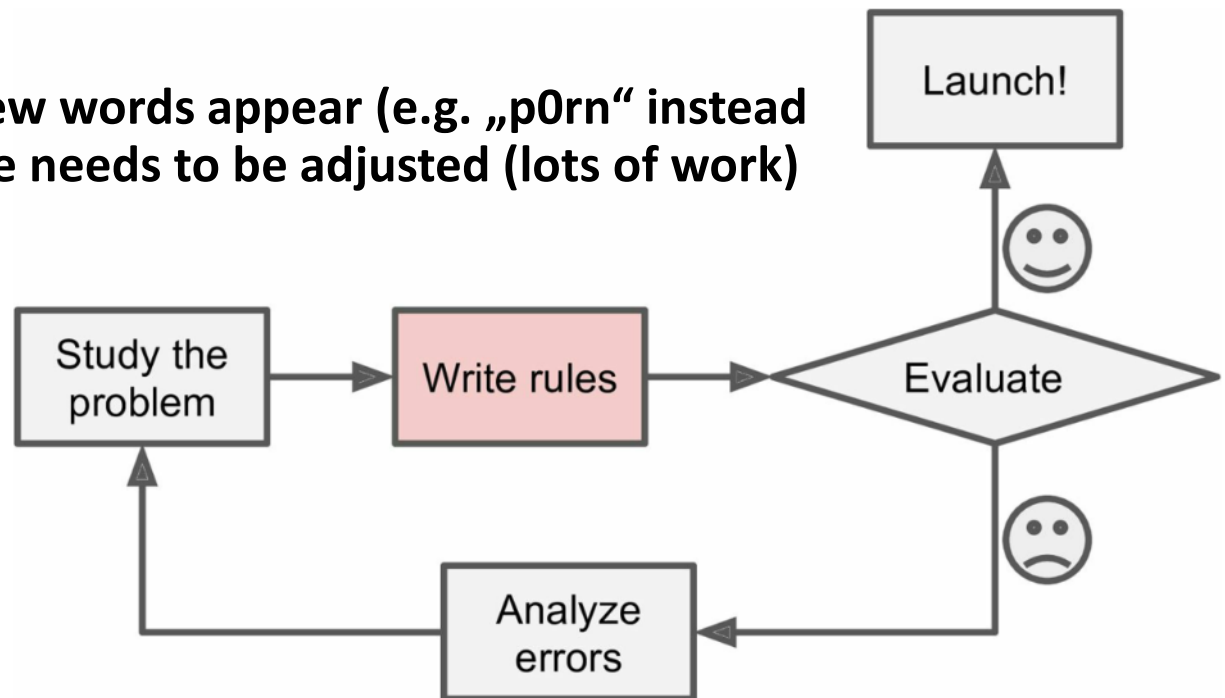 ew words appear (e.g. „p0rn“ instead
e needs to be adjusted (lots of work)
Launch!
Study the
problem
Write rules
Evaluate
Analyze
errors